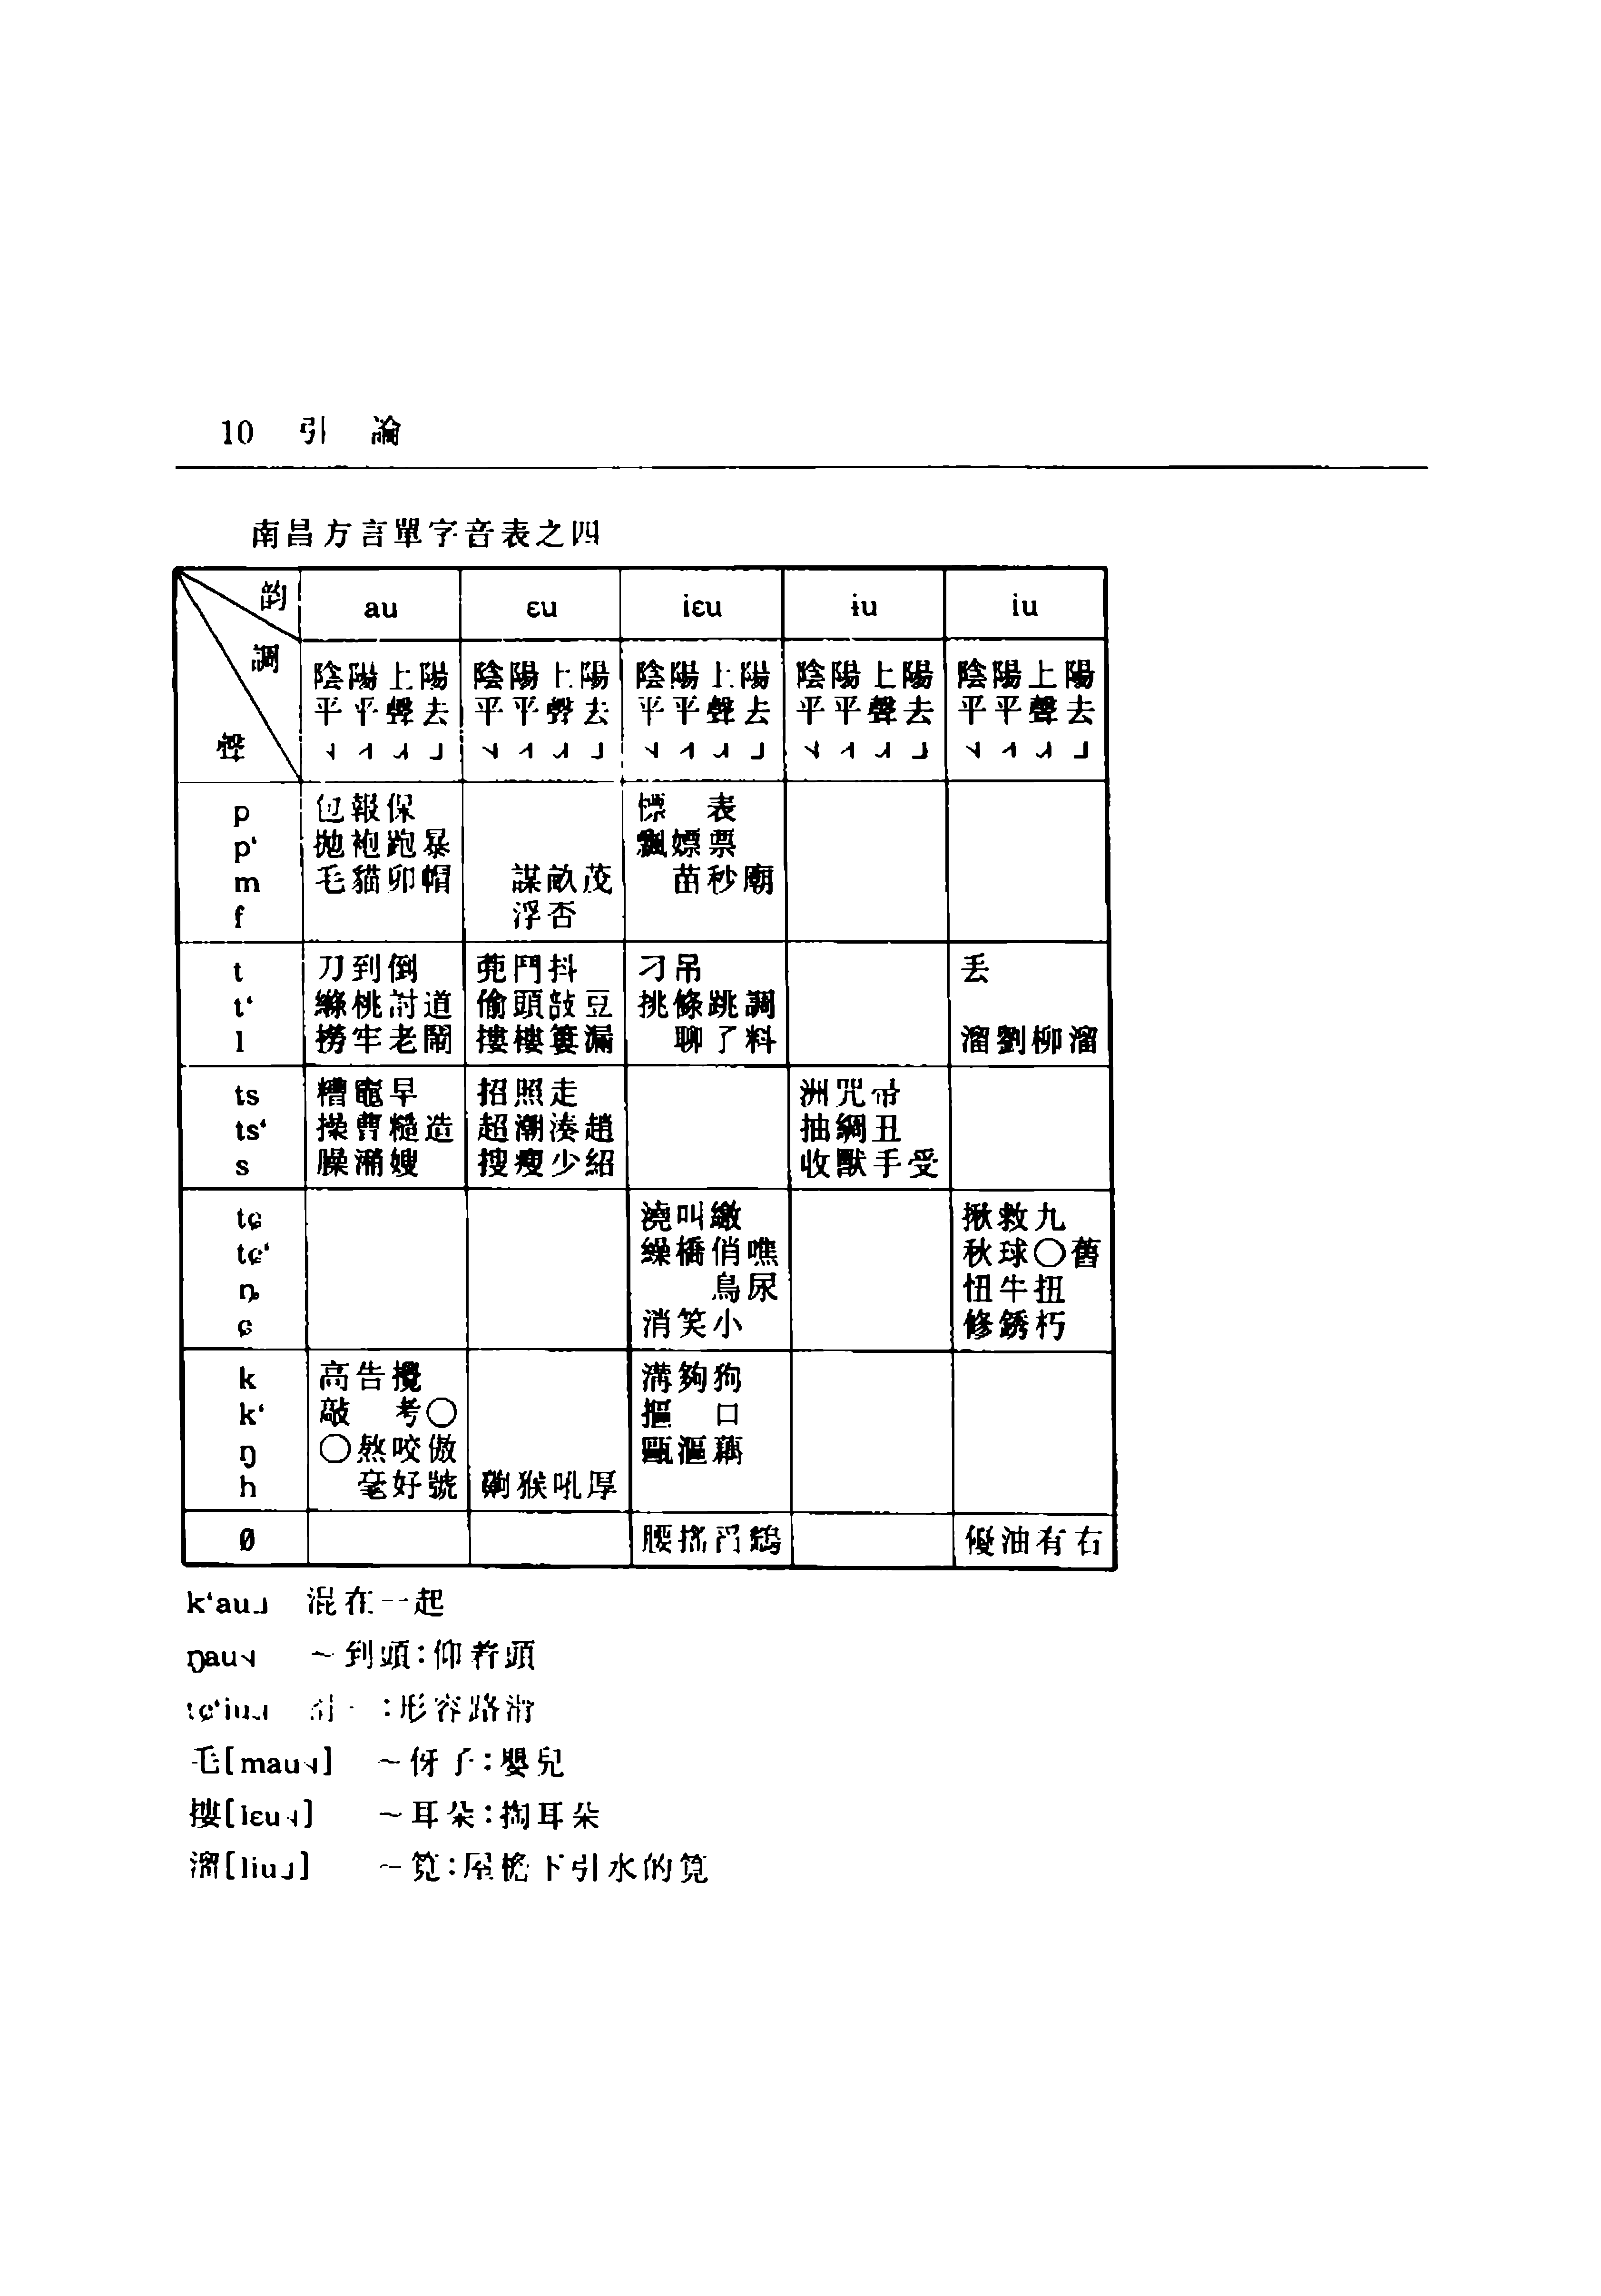 10 引 論
南昌方言單字音表之四
韵 au ɛu iɛu ɨu iu
調
陰陽上陽 陰陽上陽 陰陽上陽 陰陽上陽 陰陽上陽
平平聲去 平平聲去 平平聲去 平平聲去 平平聲去
聲
p 包報保 標 表
p‘ 拋袍跑暴 飄嫖票
m 毛貓卯帽 謀畝茂 苗秒廟
f 浮否
t 刀到倒 蔸鬥抖 刁吊 丟
t‘ 絛桃討道 偷頭敨豆 挑條跳調
l 撈牢老鬧 摟樓簍漏 聊了料 溜劉柳溜
ts 糟竈早 招照走 洲咒帚
ts‘ 操曹糙造 超潮湊趙 抽綢丑
s 臊潲嫂 搜瘦少紹 收獸手受
tɕ 澆叫繳 揪救九
tɕ‘ 繰橋俏噍 秋球〇舊
ȵ 鳥尿 忸牛扭
ɕ 消笑小 修銹朽
k 高告攪 溝夠狗
k‘ 敲 考〇 摳 口
ŋ 〇熬咬傲 甌漚藕
h 毫好號 齁猴吼厚
ø 腰搖舀鷂 優油有右
k‘au˩ 混在一起
ŋau ～到頭：仰着頭
tɕ‘iu ：形容路滑
毛[mau] ～伢子：嬰兒
摟[lɛu] ～耳朵：掏耳朵
溜[liu˩] ～筧：屋檐下引水的筧